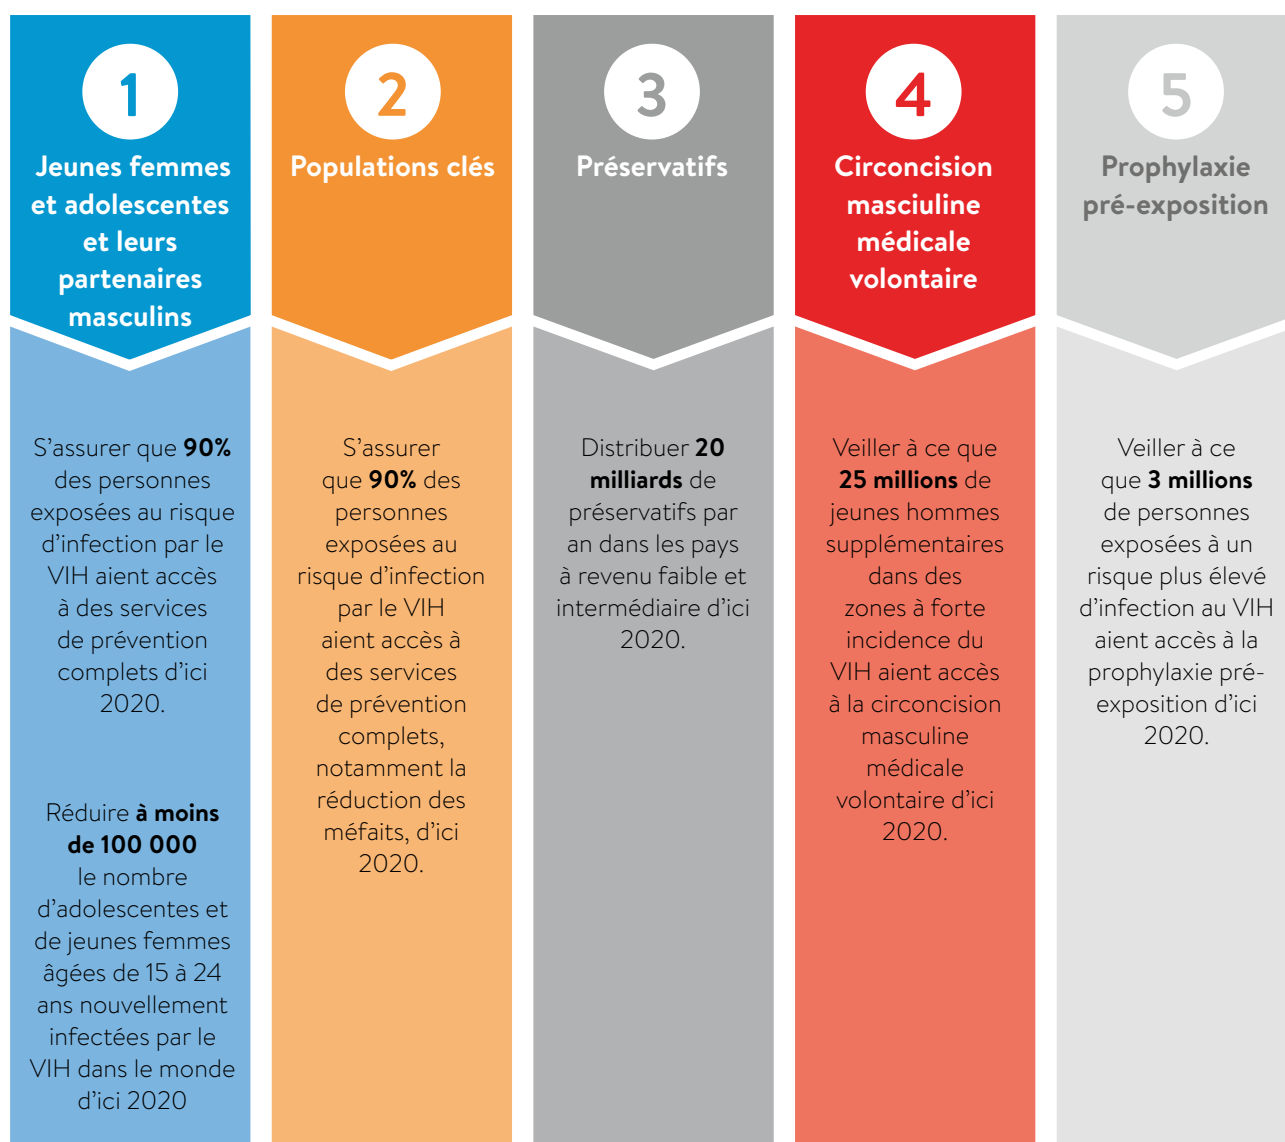 1
Jeunes femmes
et adolescentes
et leurs
partenaires
masculins
S'assurer que 90%
des personnes
exposées au risque
d'infection par le
VIH aient accès
à des services
de prévention
complets d'ici
2020.
Réduire à moins
de 100 000
le nombre
d'adolescentes et
de jeunes femmes
âgées de 15 à 24
ans nouvellement
infectées par le
VIH dans le monde
d'ici 2020
2
Populations clés
S'assurer
que 90% des
personnes
exposées au
risque d'infection
par le VIH
aient accès à
des services
de prévention
complets,
notamment la
réduction des
méfaits, d'ici
2020.
3
Préservatifs
Distribuer 20
milliards de
préservatifs par
an dans les pays
à revenu faible et
intermédiaire d'ici
2020.
4
Circoncision
masciuline
médicale
volontaire
Veiller à ce que
25 millions de
jeunes hommes
supplémentaires
dans des
zones à forte
incidence du
VIH aient accès
à la circoncision
masculine
médicale
volontaire d'ici
2020.
5
Prophylaxie
pré-exposition
Veiller à ce
que 3 millions
de personnes
exposées à un
risque plus élevé
d'infection au VIH
aient accès à la
prophylaxie pré-
exposition d'ici
2020.